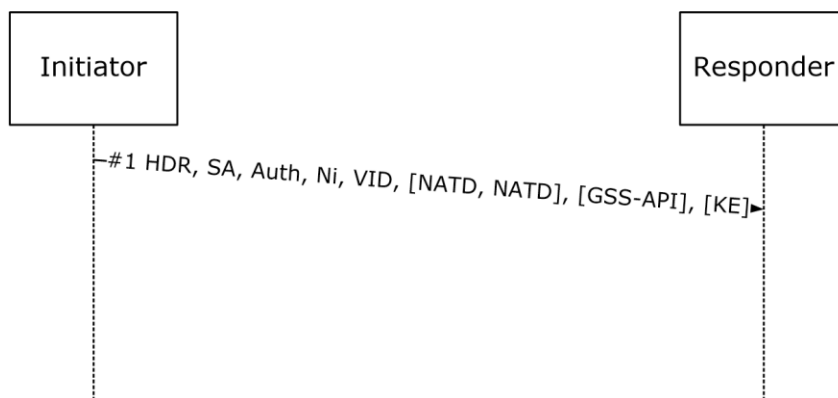 Initiator
Responder
#1 HDR, SA, Auth, Ni, VID, [NATD, NATD], [GSS-API], [KE]